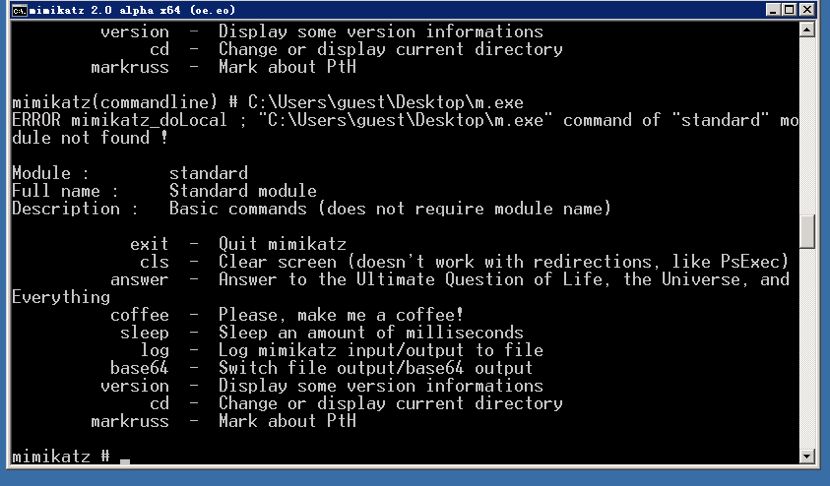 mimikatz 2.0 alpha x64 (oe.eo)
version - Display some version informations
cd - Change or display current directory
markruss - Mark about PtH
mimikatz(commandline) # C:\Users\guest\Desktop\m.exe
ERROR mimikatz_doLocal ; "C:\Users\guest\Desktop\m.exe" command of "standard" mo
dule not found !
Module : standard
Full name : Standard module
Description : Basic commands (does not require module name)
exit - Quit mimikatz
cls - Clear screen (doesn't work with redirections, like PsExec)
answer - Answer to the Ultimate Question of Life, the Universe, and
Everything
coffee - Please, make me a coffee!
sleep - Sleep an amount of milliseconds
log - Log mimikatz input/output to file
base64 - Switch file output/base64 output
version - Display some version informations
cd - Change or display current directory
markruss - Mark about PtH
mimikatz # _